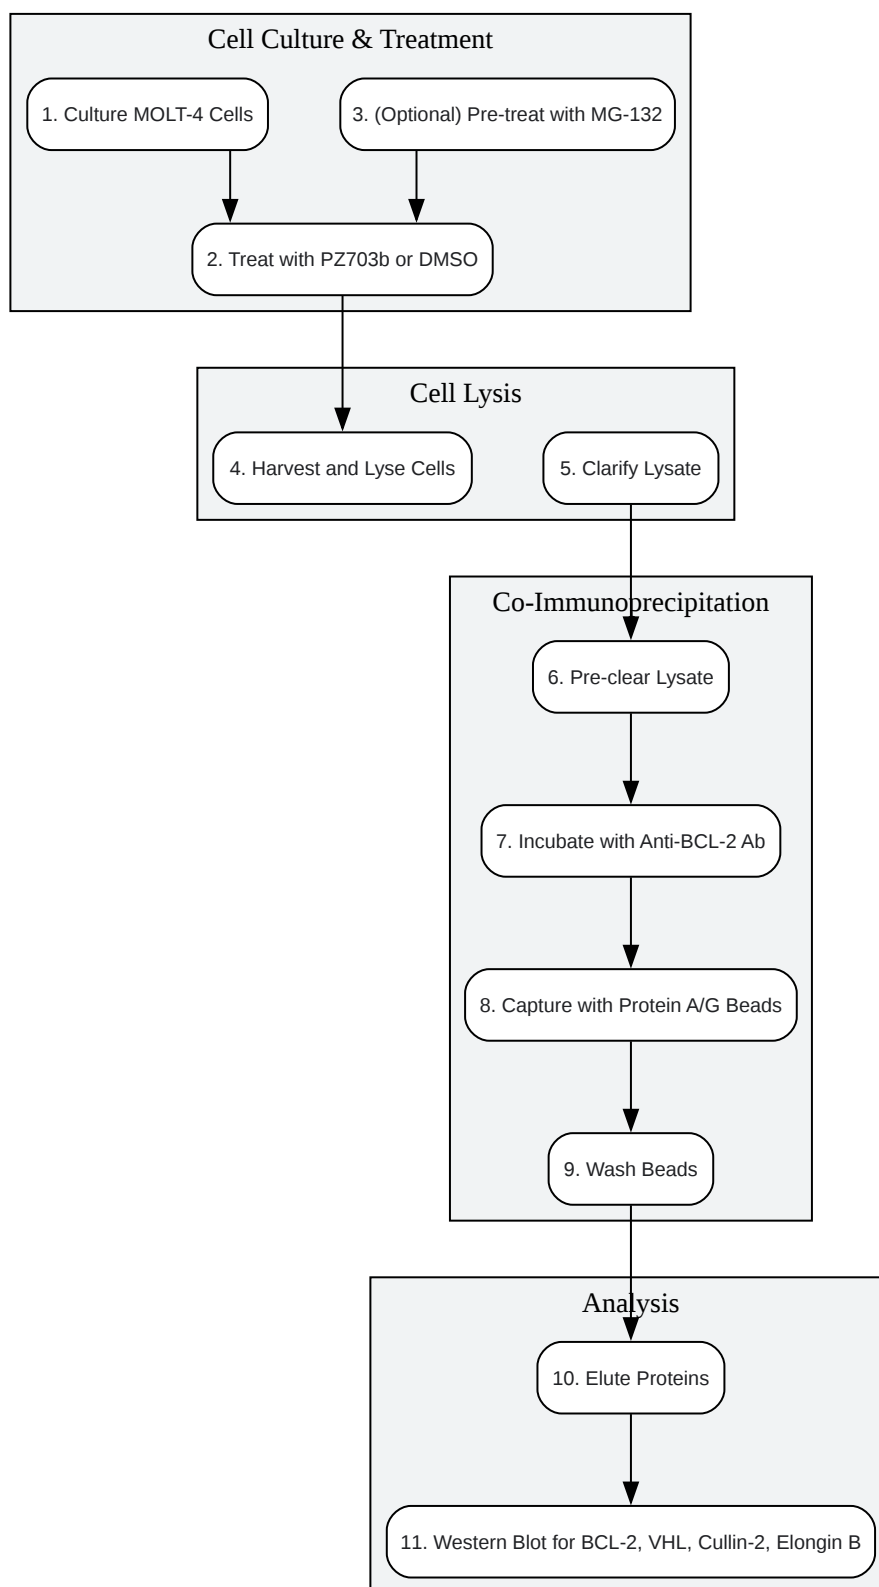 Cell Culture & Treatment
1. Culture MOLT-4 Cells
3. (Optional) Pre-treat with MG-132
2. Treat with PZ703b or DMSO
Cell Lysis
4. Harvest and Lyse Cells
5. Clarify Lysate
Co-Immunoprecipitation
6. Pre-clear Lysate
7. Incubate with Anti-BCL-2 Ab
8. Capture with Protein A/G Beads
9. Wash Beads
Analysis
10. Elute Proteins
11. Western Blot for BCL-2, VHL, Cullin-2, Elongin B